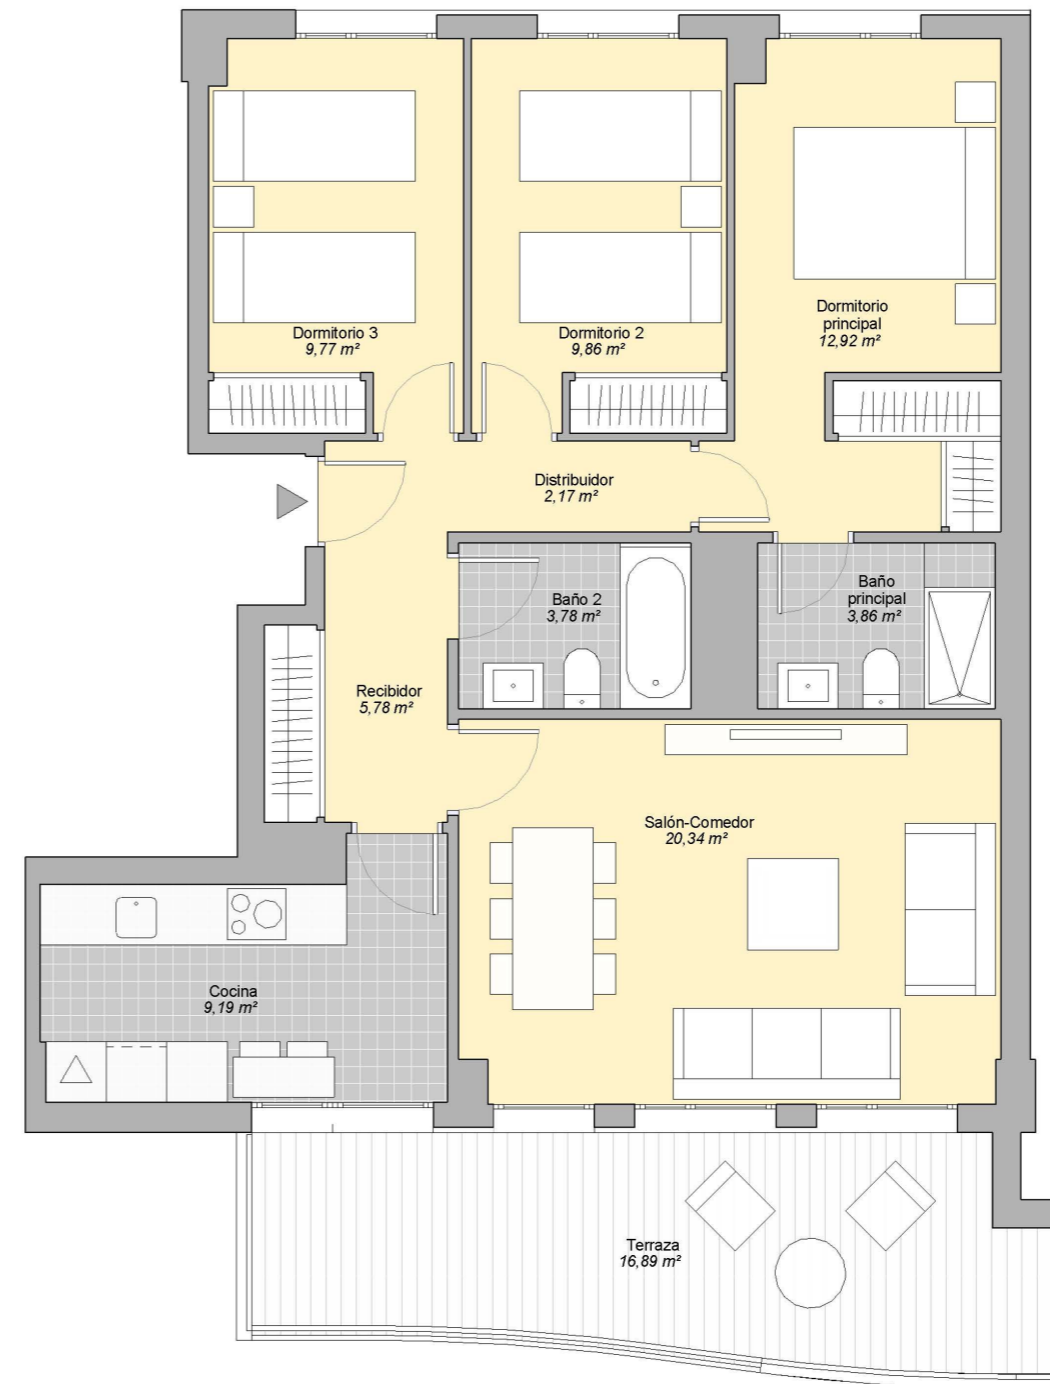 Dormitorio 3
9,77 m²
Dormitorio 2
9,86 m²
Dormitorio
principal
12,92 m²
Distribuidor
2,17 m²
Baño 2
3,78 m²
Baño
principal
3,86 m²
Recibidor
5,78 m²
Salón-Comedor
20,34 m²
Cocina
9,19 m²
Terraza
16,89 m²